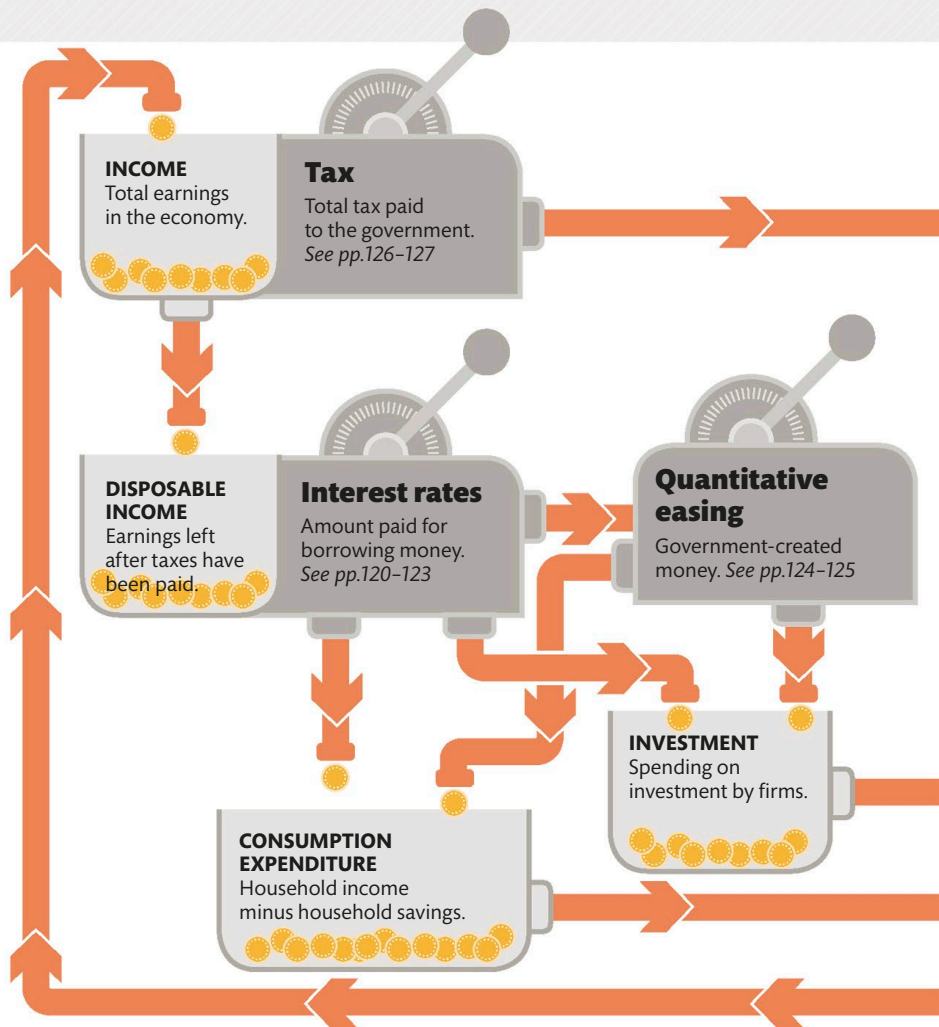 INCOME
Total earnings
in the economy.
Tax
Total tax paid
to the government.
See pp.126–127
DISPOSABLE
INCOME
Earnings left
after taxes have
been paid.
Interest rates
Amount paid for
borrowing money.
See pp.120–123
Quantitative
easing
Government-created
money. See pp.124–125
INVESTMENT
Spending on
investment by firms.
CONSUMPTION
EXPENDITURE
Household income
minus household savings.